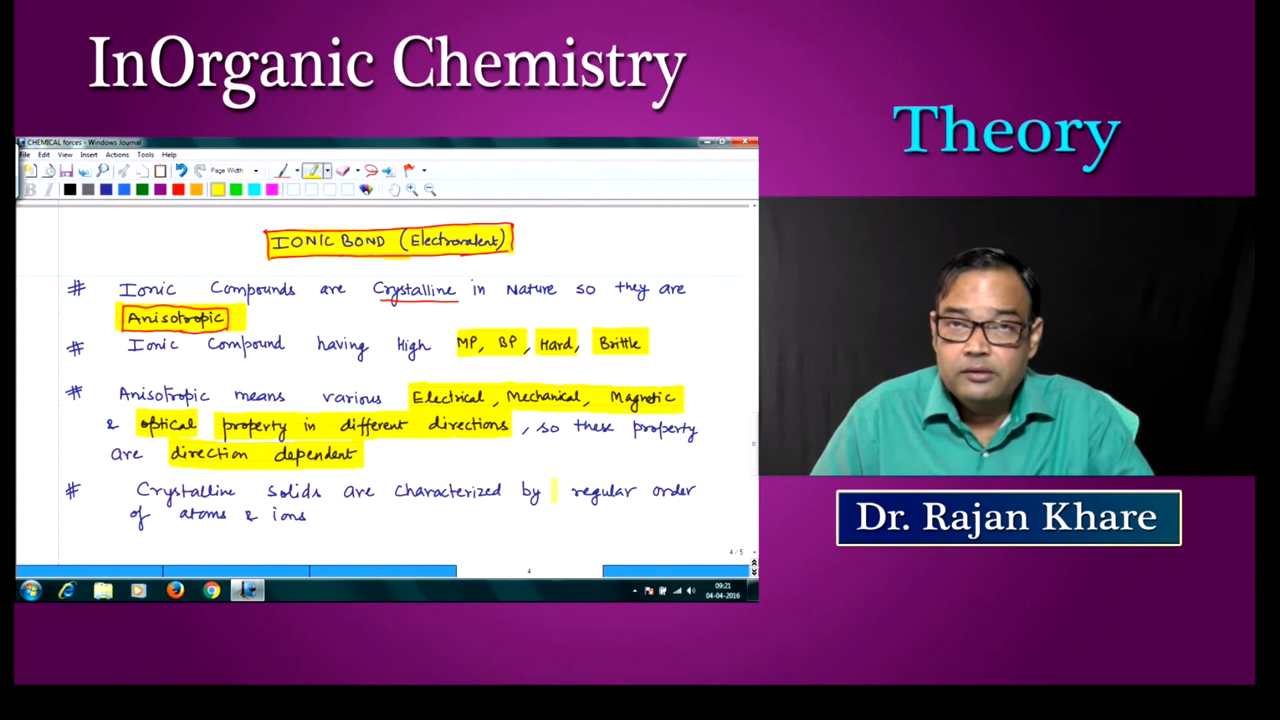 InOrganic Chemistry
Theory
CHEMICAL forces - Windows Journal
File Edit View Insert Actions Tools Help
Page Width
IONIC BOND (Electrovalent)
# Ionic Compounds are Crystalline in Nature so they are
Anisotropic
# Ionic Compound having High MP, BP, Hard, Brittle
# Anisotropic means various Electrical, Mechanical, Magnetic
& optical property in different directions, so these property
are direction dependent
# Crystalline solids are characterized by regular order
of atoms & ions
4 / 5
4
09:21
04-04-2016
Dr. Rajan Khare